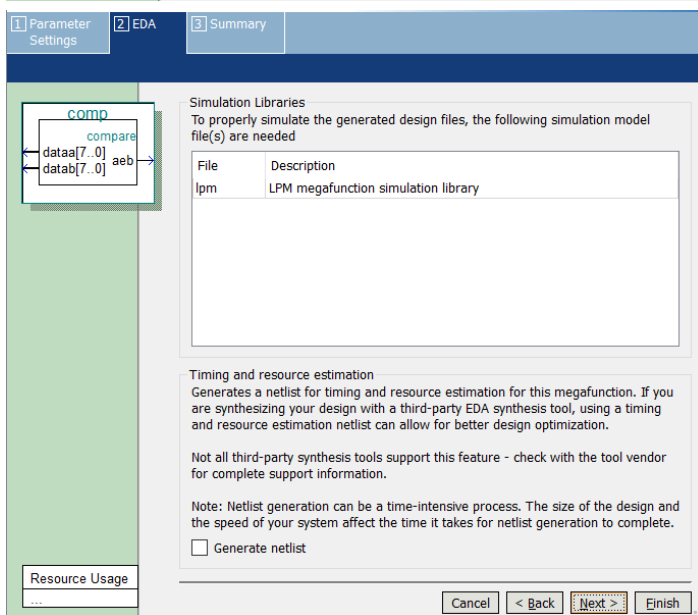 1 Parameter Settings
2 EDA
3 Summary
comp
compare
dataa[7..0]
datab[7..0]
aeb
Simulation Libraries
To properly simulate the generated design files, the following simulation model
file(s) are needed
File Description
lpm LPM megafunction simulation library
Timing and resource estimation
Generates a netlist for timing and resource estimation for this megafunction. If you
are synthesizing your design with a third-party EDA synthesis tool, using a timing
and resource estimation netlist can allow for better design optimization.
Not all third-party synthesis tools support this feature - check with the tool vendor
for complete support information.
Note: Netlist generation can be a time-intensive process. The size of the design and
the speed of your system affect the time it takes for netlist generation to complete.
Generate netlist
Resource Usage
...
Cancel < Back Next > Finish